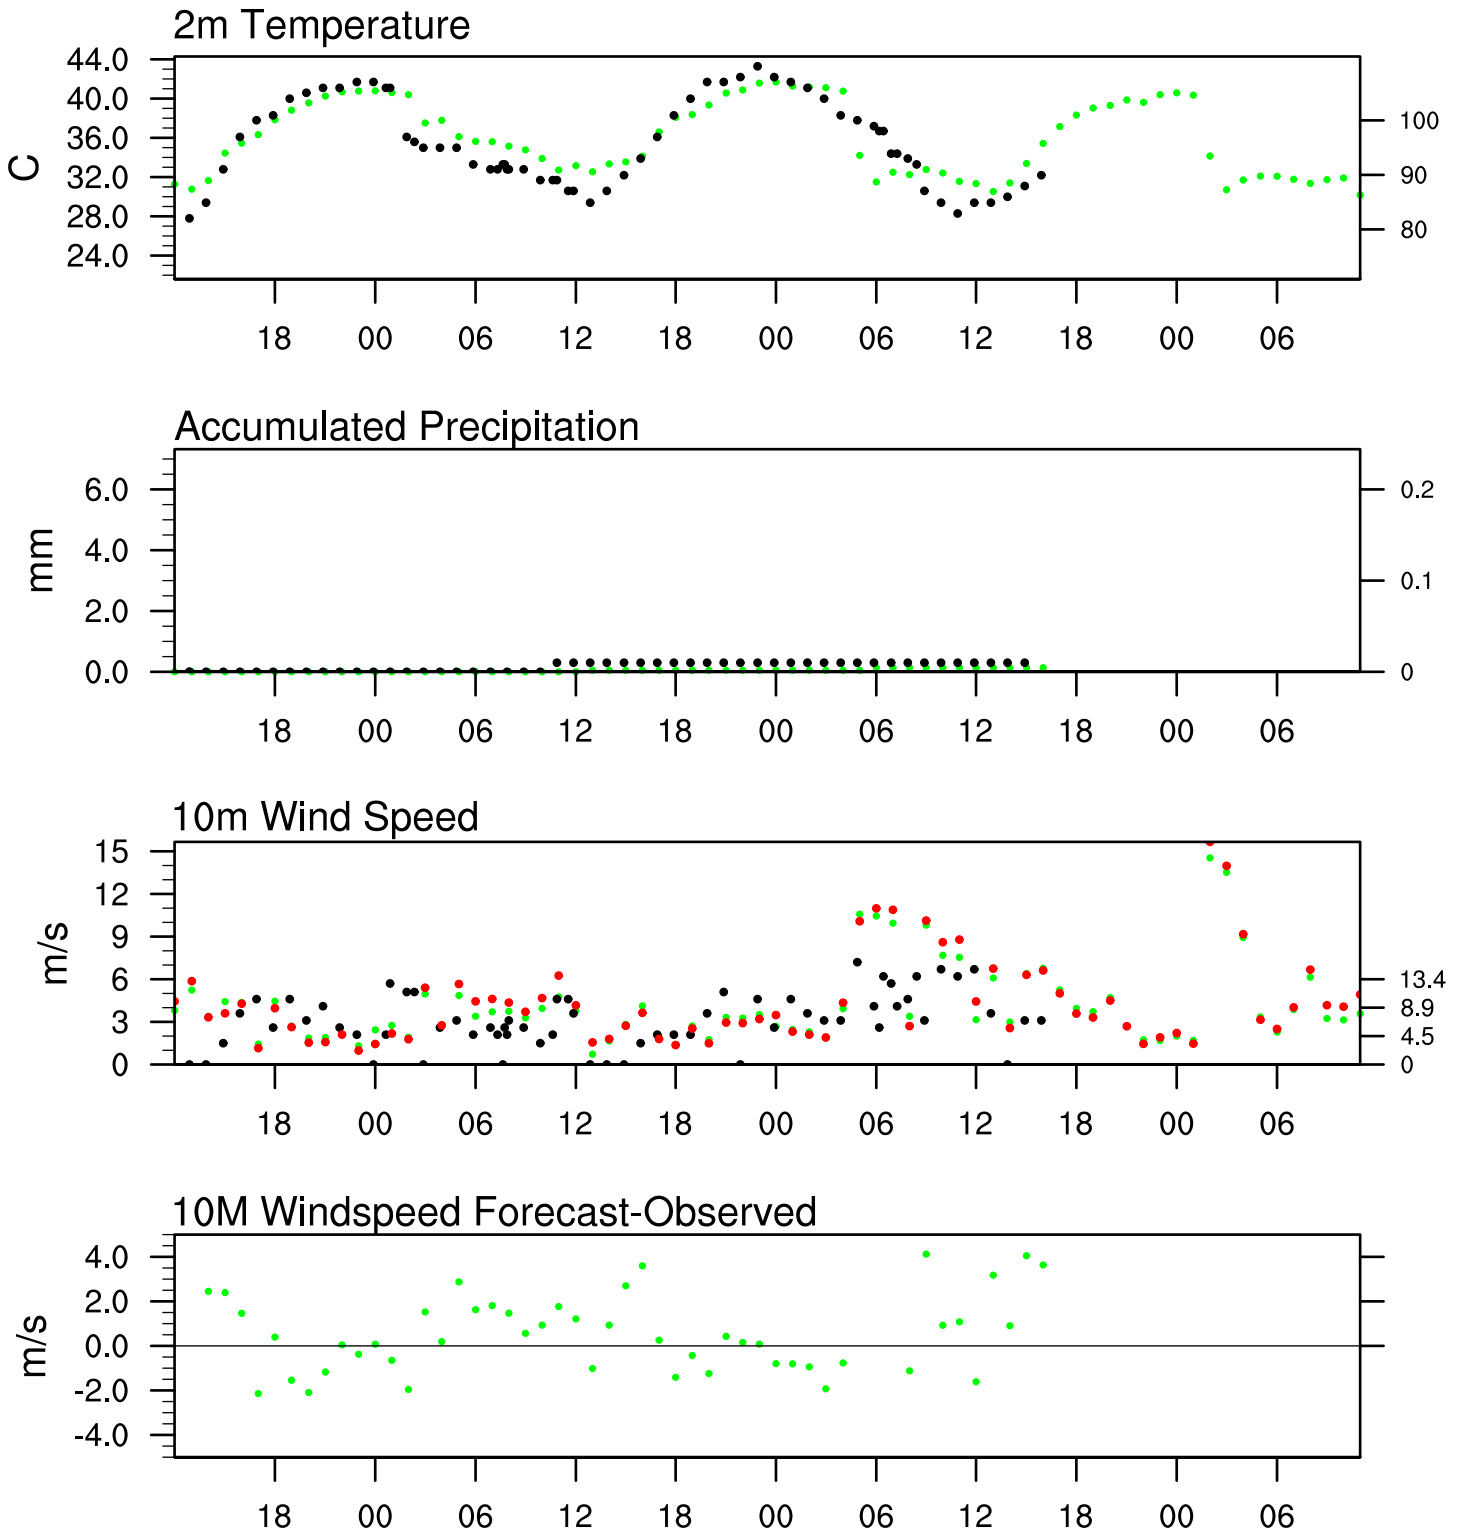 2m Temperature
44.0
40.0
36.0
32.0
28.0
24.0
C
100
90
80
18 00 06 12 18 00 06 12 18 00 06
Accumulated Precipitation
6.0
4.0
2.0
0.0
mm
0.2
0.1
0
18 00 06 12 18 00 06 12 18 00 06
10m Wind Speed
15
12
9
6
3
0
m/s
13.4
8.9
4.5
0
18 00 06 12 18 00 06 12 18 00 06
10M Windspeed Forecast-Observed
4.0
2.0
0.0
-2.0
-4.0
m/s
18 00 06 12 18 00 06 12 18 00 06